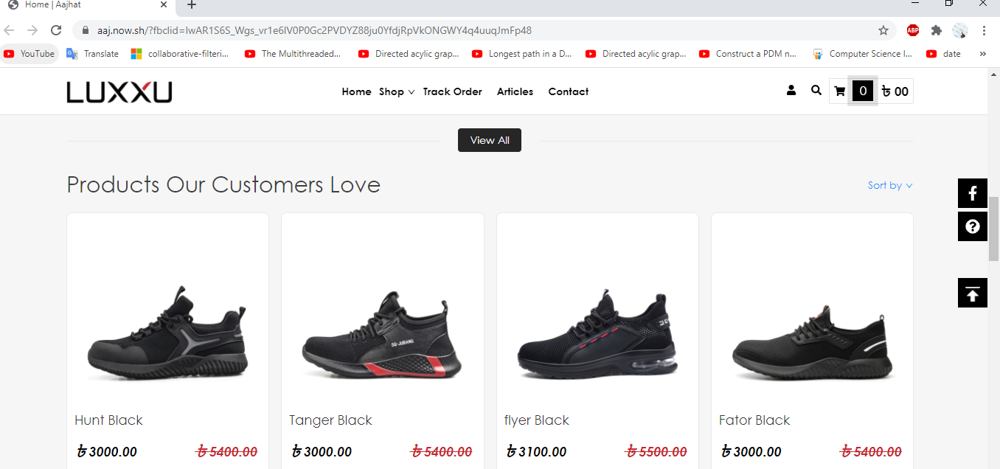 Home | Aajhat
aaj.now.sh/?fbclid=IwAR1S6S_Wgs_vr1e6IV0P0Gc2PVDYZ88ju0YfdjRpVkONGWY4q4uuqJmFp48
ABP
YouTube Translate collaborative-filteri... The Multithreaded... Directed acylic grap... Longest path in a D... Directed acylic grap... Construct a PDM n... Computer Science I... date »
LUXXU Home Shop Track Order Articles Contact 0 ৳ 00
View All
Products Our Customers Love Sort by
SG-JUBANG
Hunt Black Tanger Black flyer Black Fator Black
৳ 3000.00 ৳ 5400.00 ৳ 3000.00 ৳ 5400.00 ৳ 3100.00 ৳ 5500.00 ৳ 3000.00 ৳ 5400.00